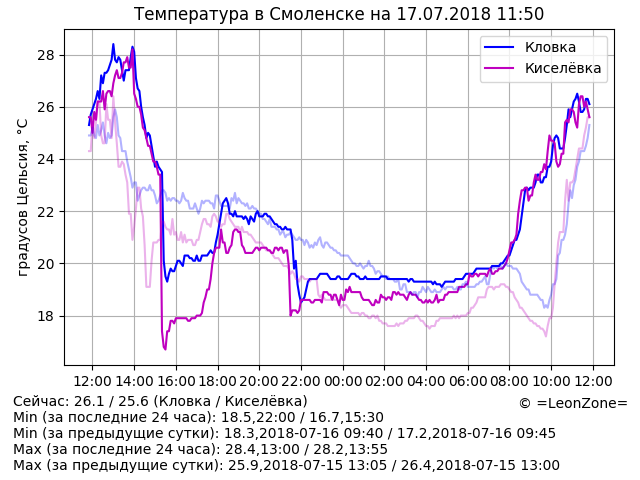 Температура в Смоленске на 17.07.2018 11:50
градусов Цельсия, °C
28
26
24
22
20
18
Кловка
Киселёвка
12:00 14:00 16:00 18:00 20:00 22:00 00:00 02:00 04:00 06:00 08:00 10:00 12:00
Сейчас: 26.1 / 25.6 (Кловка / Киселёвка)
© =LeonZone=
Min (за последние 24 часа): 18.5,22:00 / 16.7,15:30
Min (за предыдущие сутки): 18.3,2018-07-16 09:40 / 17.2,2018-07-16 09:45
Max (за последние 24 часа): 28.4,13:00 / 28.2,13:55
Max (за предыдущие сутки): 25.9,2018-07-15 13:05 / 26.4,2018-07-15 13:00